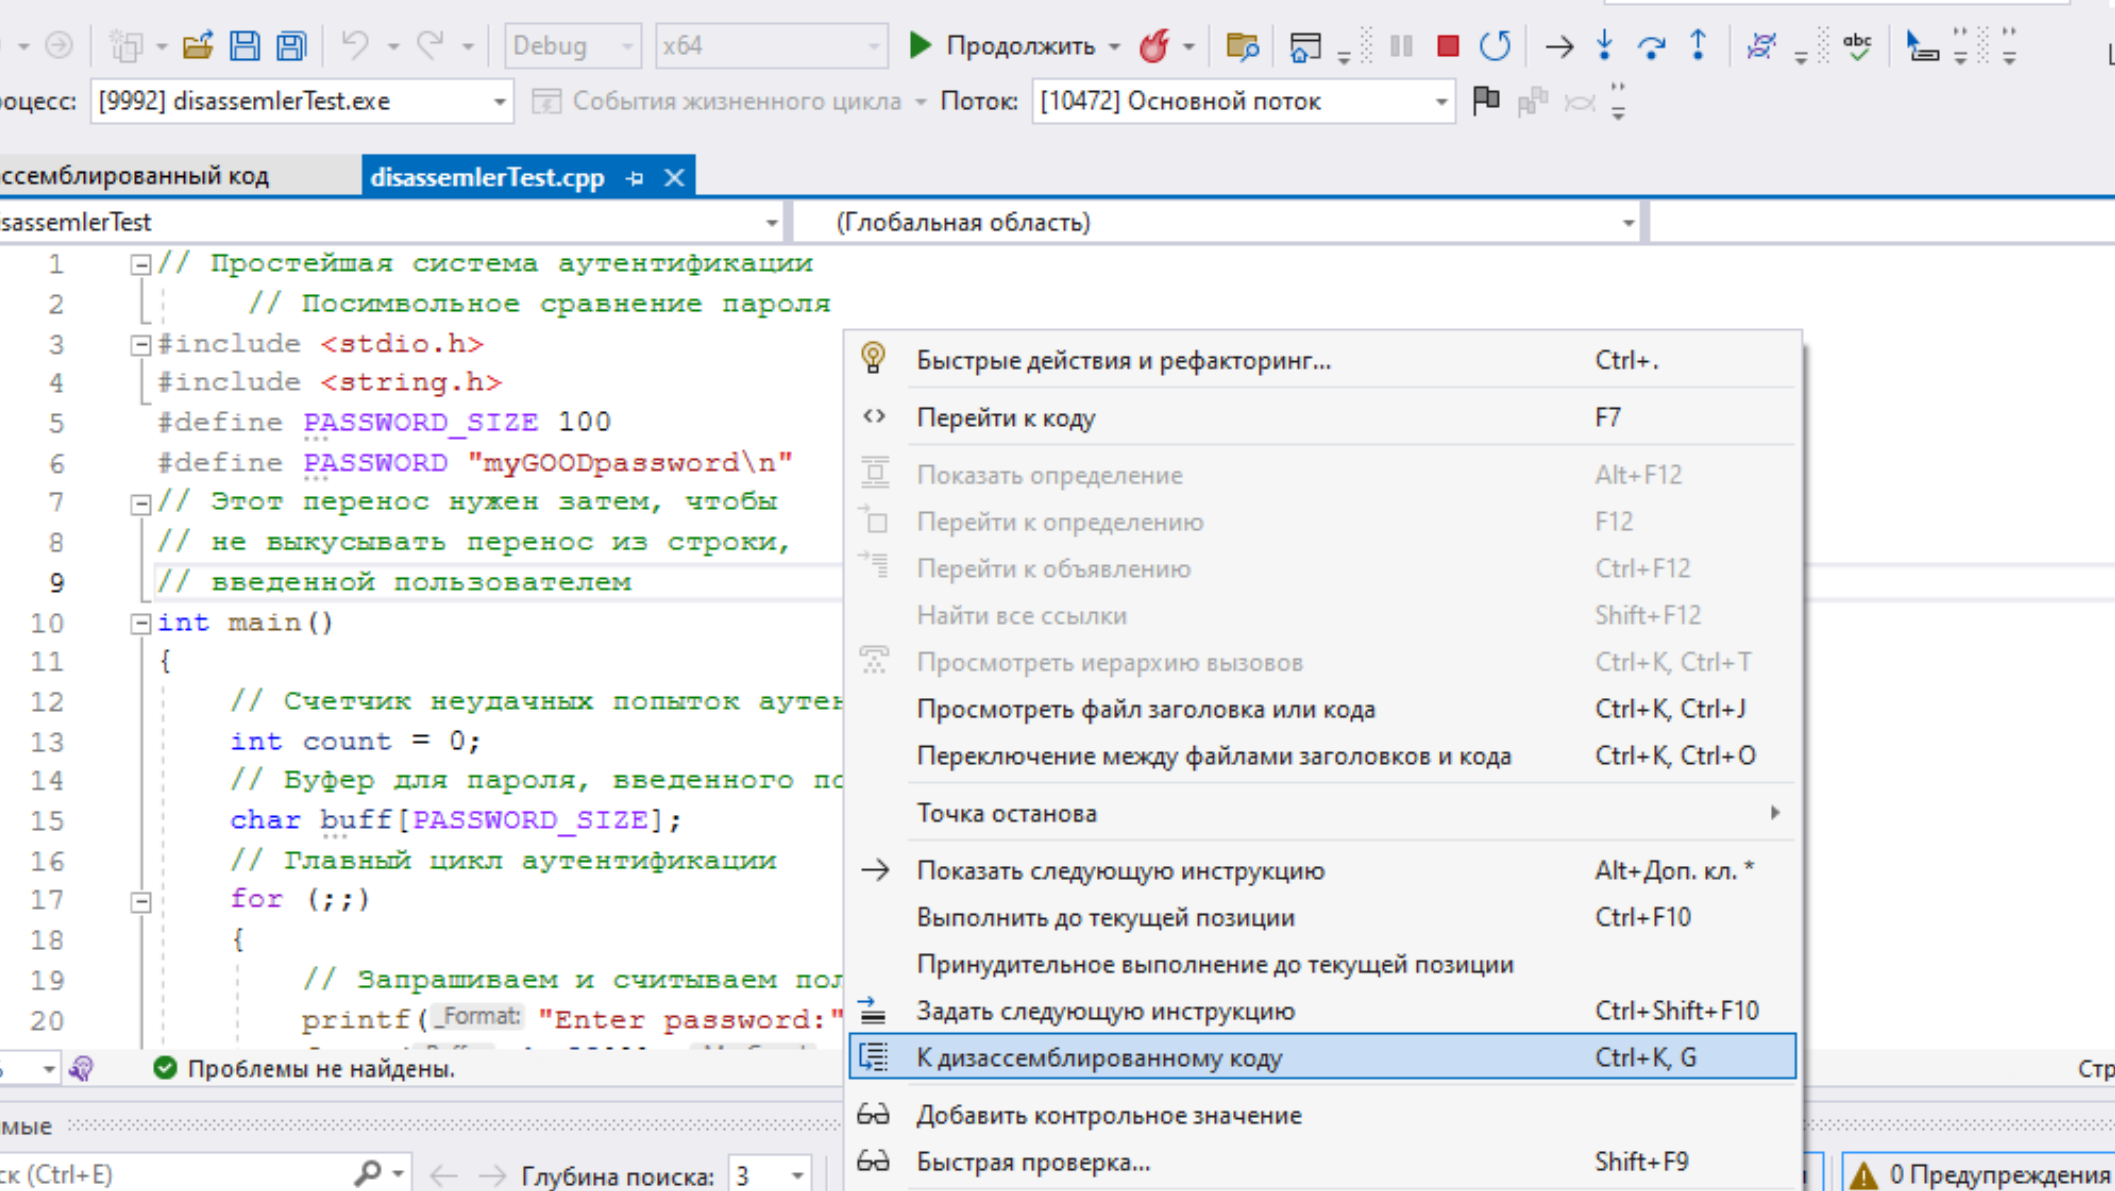 Debug x64 Продолжить abc
оцесс: [9992] disassemlerTest.exe События жизненного цикла Поток: [10472] Основной поток
ссемблированный код disassemlerTest.cpp
isassemlerTest (Глобальная область)
1 // Простейшая система аутентификации
2 // Посимвольное сравнение пароля
3 #include <stdio.h>
4 #include <string.h>
5 #define PASSWORD_SIZE 100
6 #define PASSWORD "myGOODpassword\n"
7 // Этот перенос нужен затем, чтобы
8 // не выкусывать перенос из строки,
9 // введенной пользователем
10 int main()
11 {
12 // Счетчик неудачных попыток аутен
13 int count = 0;
14 // Буфер для пароля, введенного по
15 char buff[PASSWORD_SIZE];
16 // Главный цикл аутентификации
17 for (;;)
18 {
19 // Запрашиваем и считываем пол
20 printf(_Format: "Enter password:"
Быстрые действия и рефакторинг... Ctrl+.
Перейти к коду F7
Показать определение Alt+F12
Перейти к определению F12
Перейти к объявлению Ctrl+F12
Найти все ссылки Shift+F12
Просмотреть иерархию вызовов Ctrl+K, Ctrl+T
Просмотреть файл заголовка или кода Ctrl+K, Ctrl+J
Переключение между файлами заголовков и кода Ctrl+K, Ctrl+O
Точка останова
Показать следующую инструкцию Alt+Доп. кл. *
Выполнить до текущей позиции Ctrl+F10
Принудительное выполнение до текущей позиции
Задать следующую инструкцию Ctrl+Shift+F10
К дизассемблированному коду Ctrl+K, G
Добавить контрольное значение
Быстрая проверка... Shift+F9
Проблемы не найдены. Стр
мые
ск (Ctrl+E) Глубина поиска: 3 0 Предупреждения